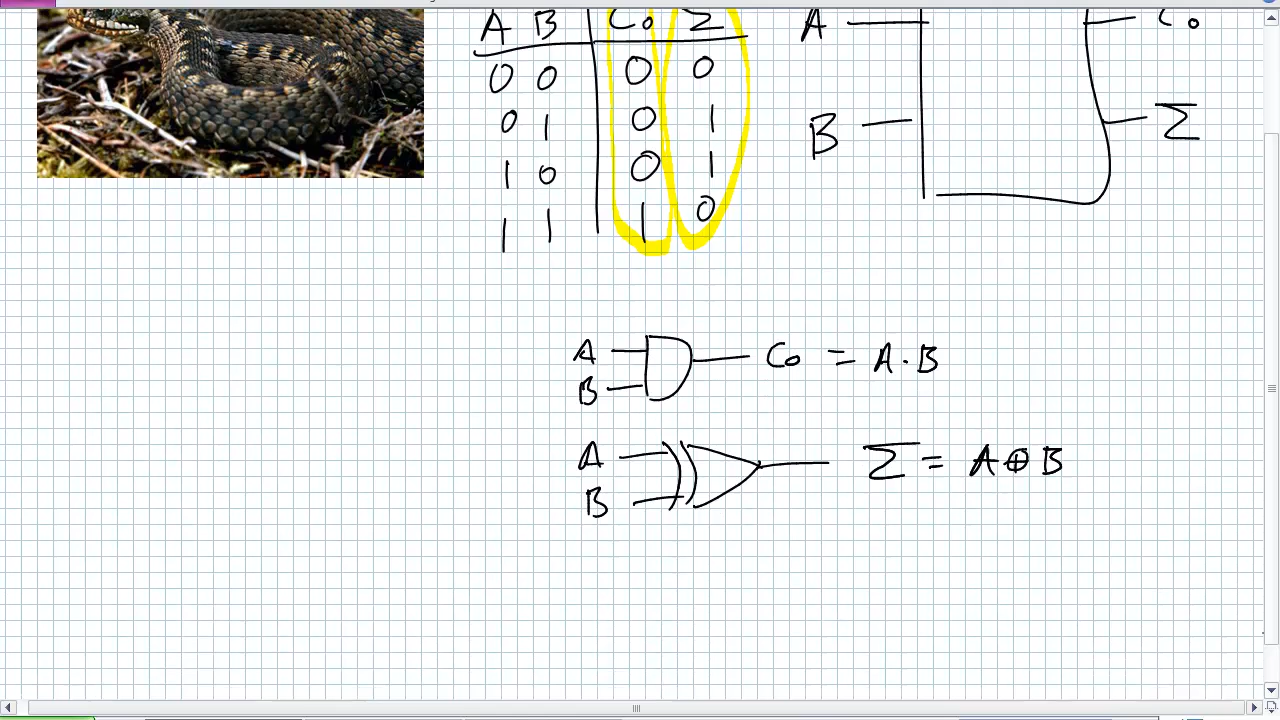 A B Co Σ
0 0 0 0
0 1 0 1
1 0 0 1
1 1 1 0
A Co
B Σ
A
B Co = A · B
A
B Σ = A ⊕ B